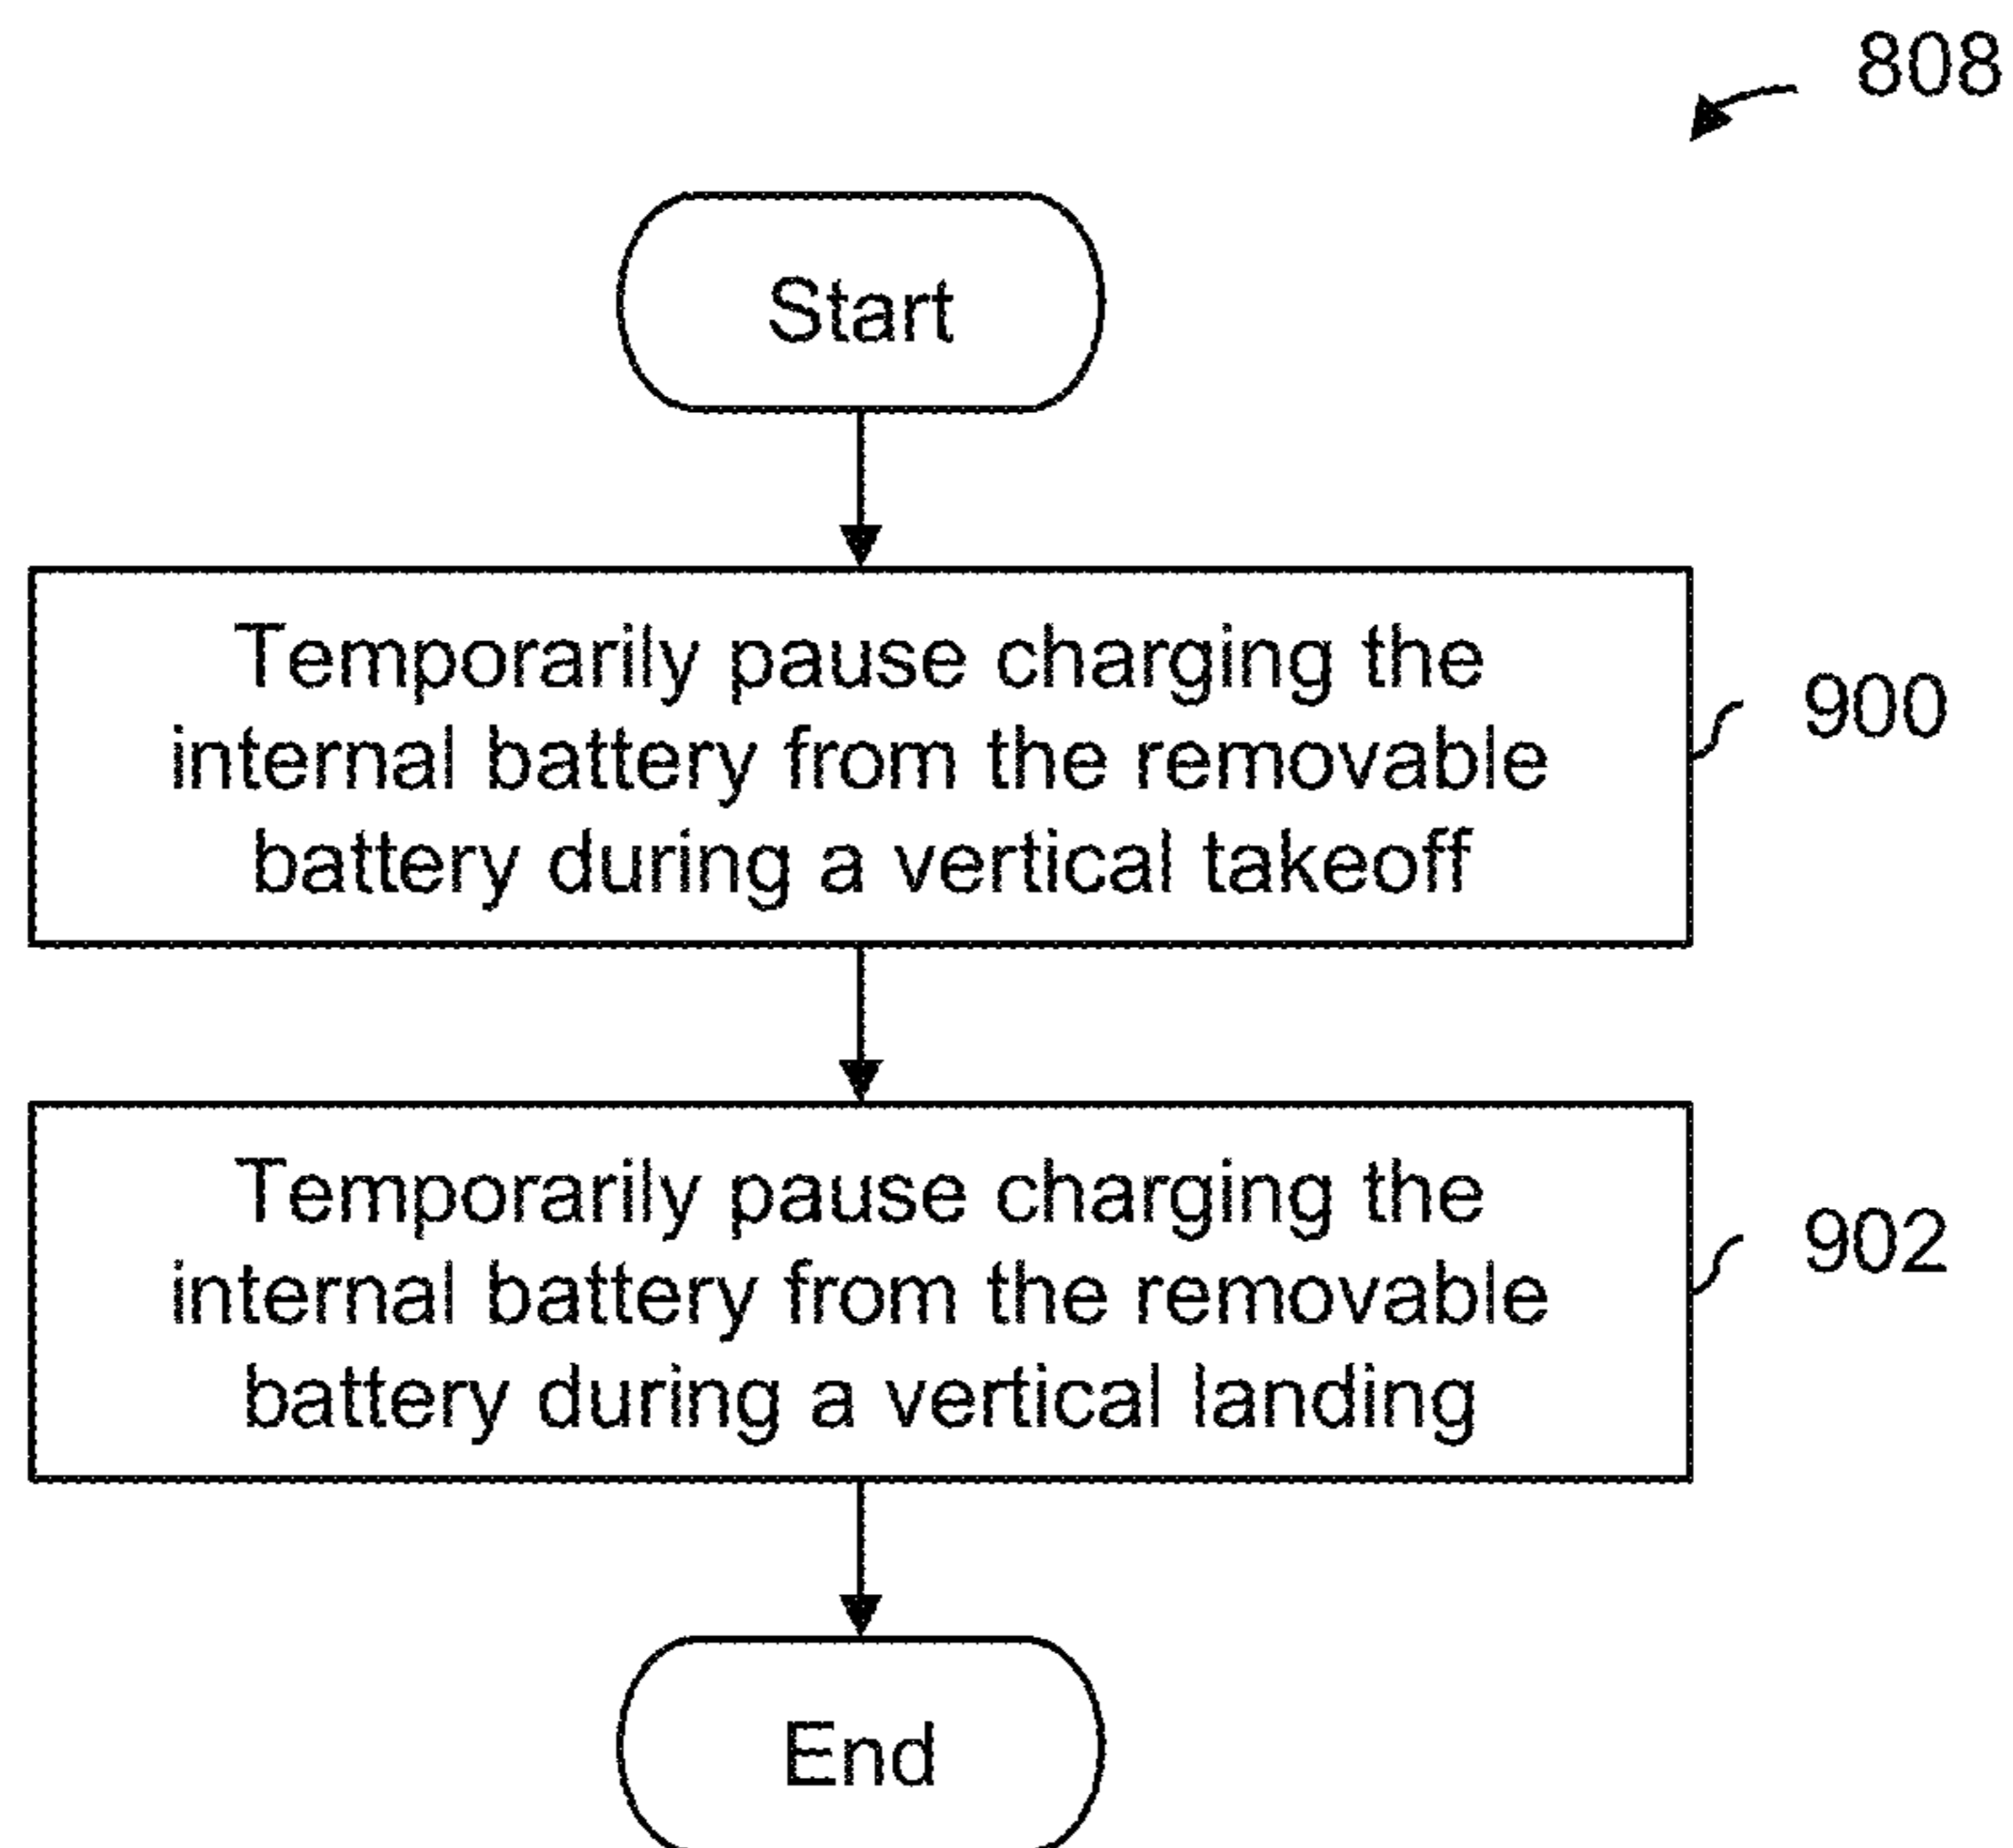 808
Start
Temporarily pause charging the
internal battery from the removable
battery during a vertical takeoff
900
Temporarily pause charging the
internal battery from the removable
battery during a vertical landing
902
End